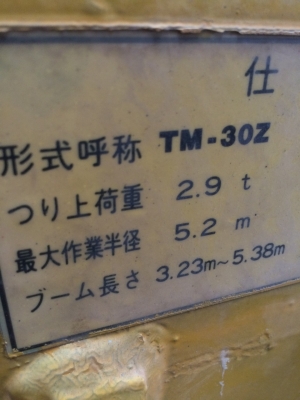 仕
形式呼称 TM-30Z
つり上荷重 2.9 t
最大作業半径 5.2 m
ブーム長さ 3.23m~5.38m